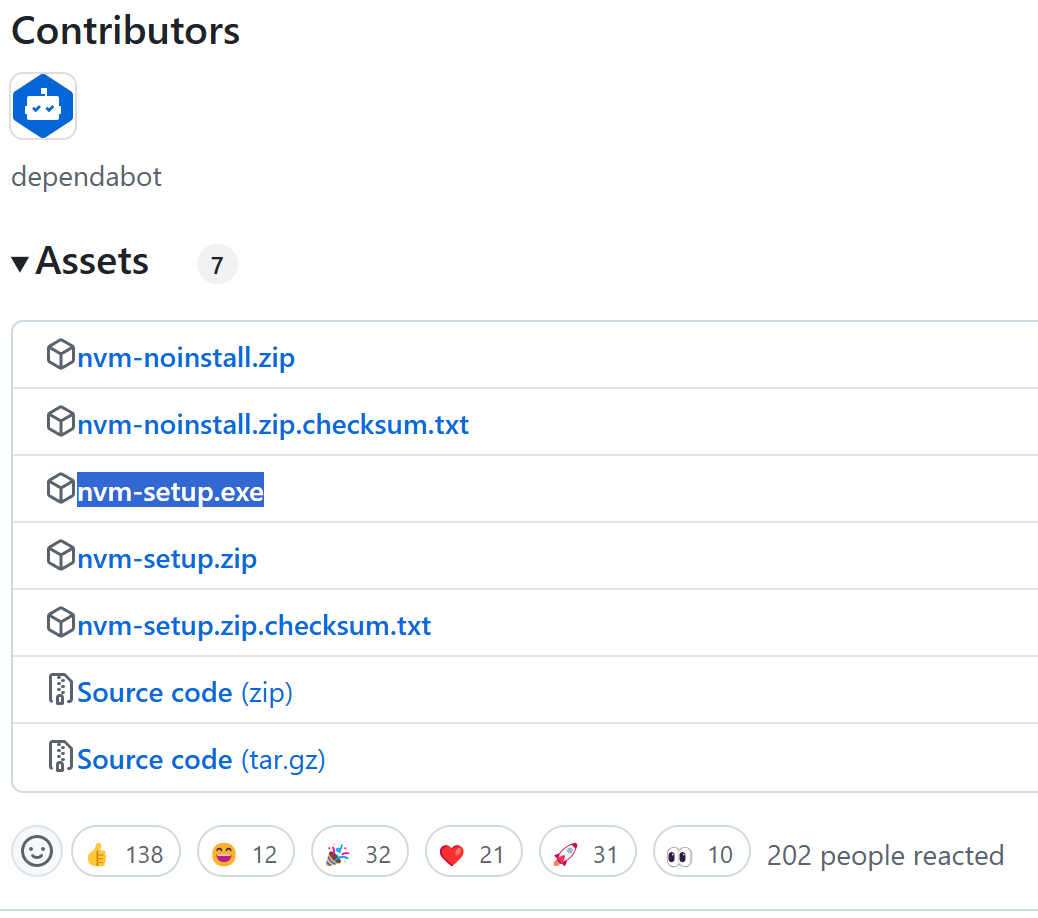 Contributors
dependabot
Assets 7
nvm-noinstall.zip
nvm-noinstall.zip.checksum.txt
nvm-setup.exe
nvm-setup.zip
nvm-setup.zip.checksum.txt
Source code (zip)
Source code (tar.gz)
👍 138 😄 12 🎉 32 ❤️ 21 🚀 31 👀 10 202 people reacted